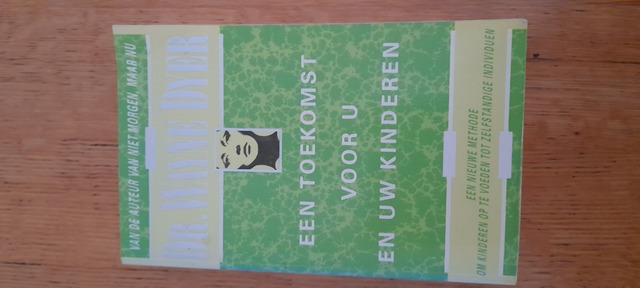 VAN DE AUTEUR VAN NIET MORGEN, MAAR NU
DR. WAYNE DYER
EEN TOEKOMST
VOOR U
EN UW KINDEREN
EEN NIEUWE METHODE
OM KINDEREN OP TE VOEDEN TOT ZELFSTANDIGE INDIVIDUEN